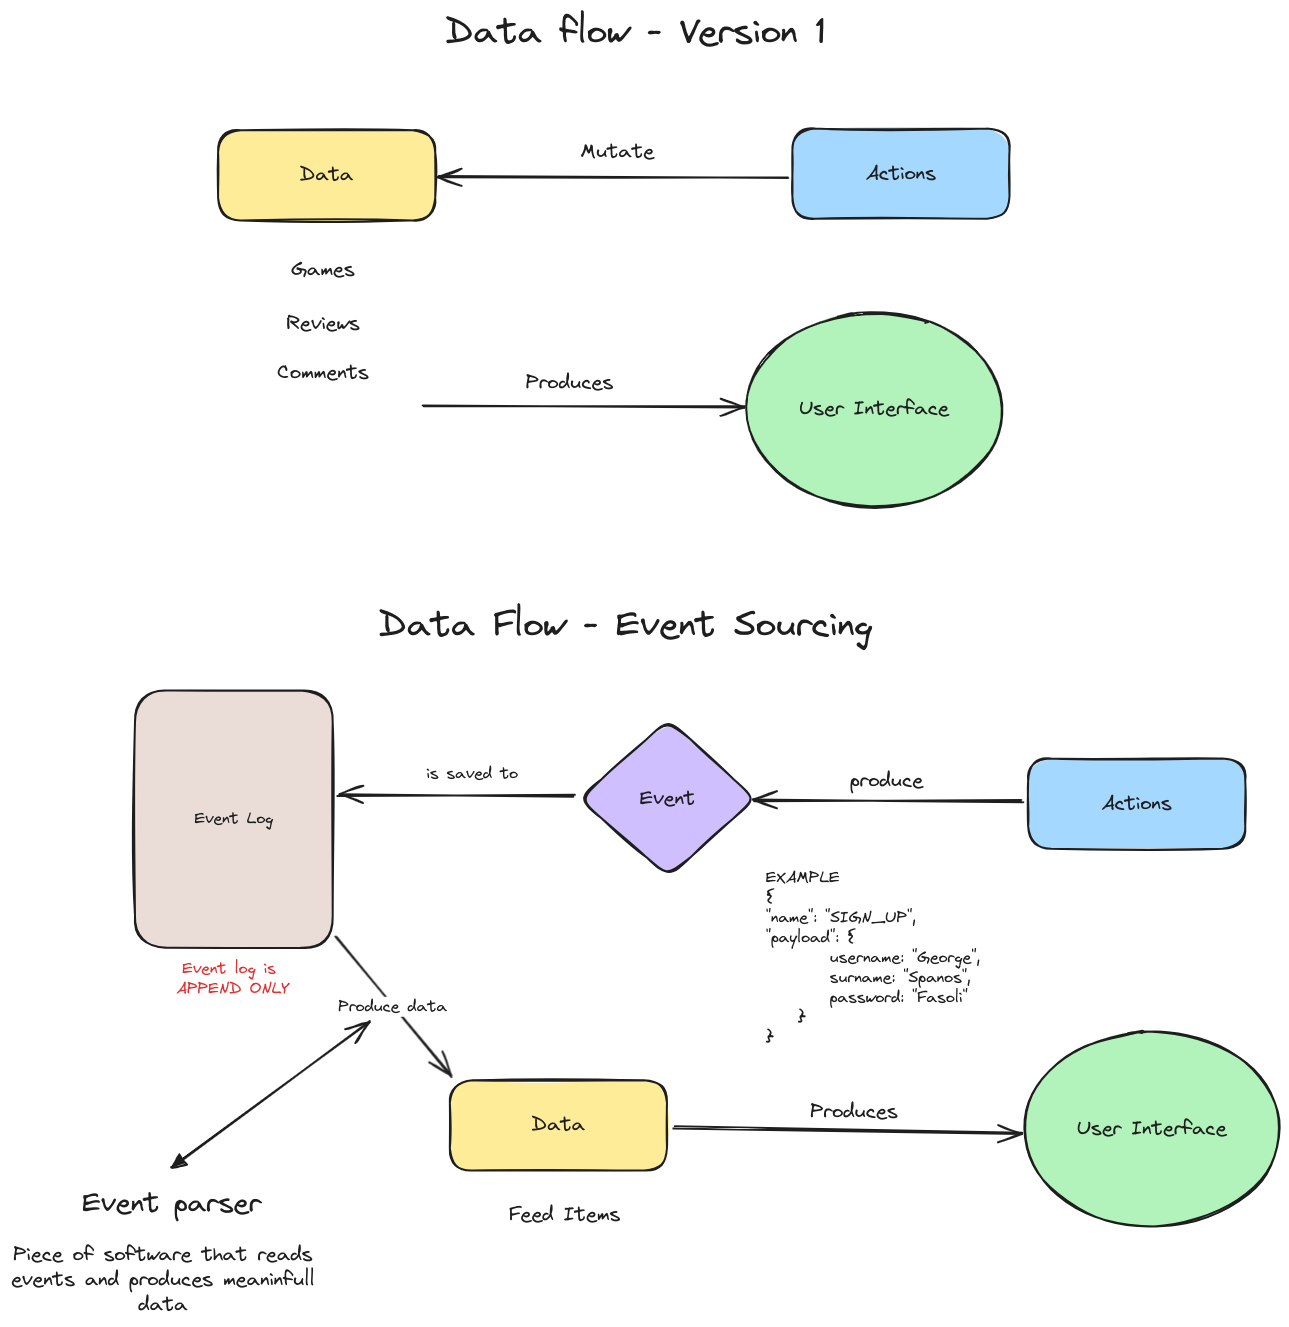 Data flow - Version 1
Data
Mutate
Actions
Games
Reviews
Comments
Produces
User Interface
Data Flow - Event Sourcing
Event Log
is saved to
Event
produce
Actions
EXAMPLE
{
"name": "SIGN_UP",
"payload": {
username: "George",
surname: "Spanos",
password: "Fasoli"
}
}
Event log is
APPEND ONLY
Produce data
Data
Produces
User Interface
Feed Items
Event parser
Piece of software that reads
events and produces meaninfull
data